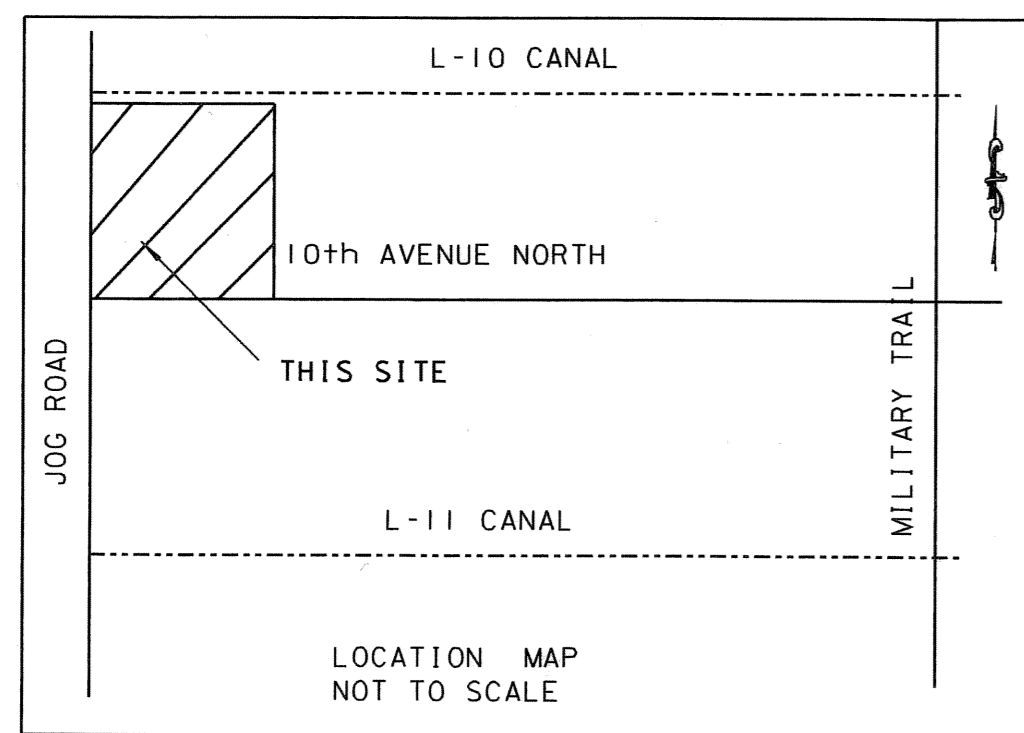 L-10 CANAL
10th AVENUE NORTH
THIS SITE
JOG ROAD
MILITARY TRAIL
L-11 CANAL
LOCATION MAP
NOT TO SCALE